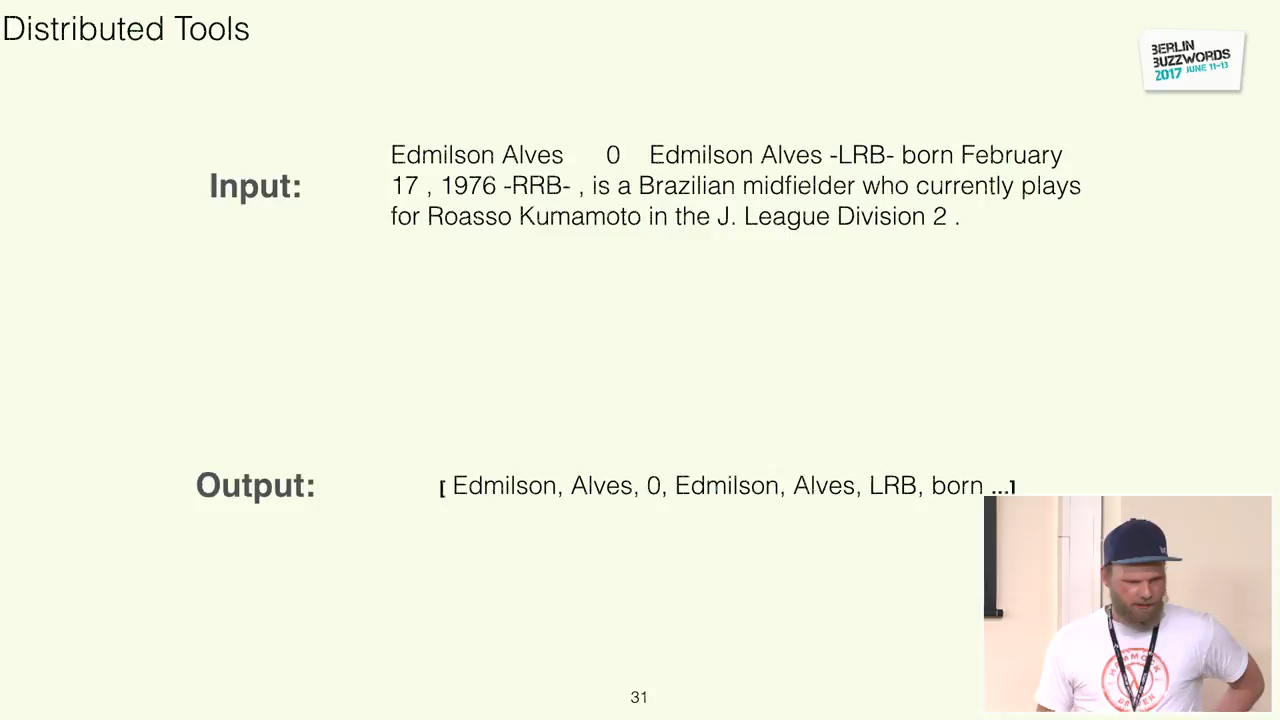 Distributed Tools
BERLIN
BUZZWORDS
2017 JUNE 11-13
Input:
Edmilson Alves 0 Edmilson Alves -LRB- born February
17 , 1976 -RRB- , is a Brazilian midfielder who currently plays
for Roasso Kumamoto in the J. League Division 2 .
Output:
[ Edmilson, Alves, 0, Edmilson, Alves, LRB, born ...]
HAMMOCK
DRIVEN
31